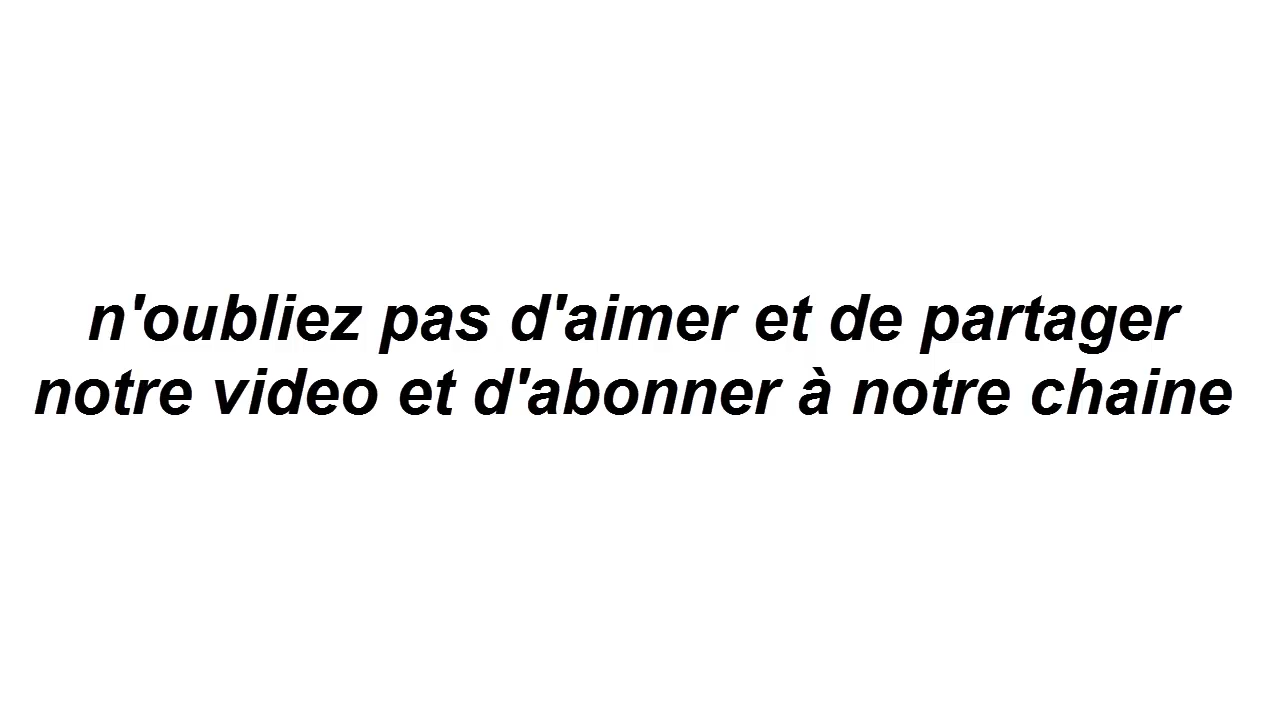 n'oubliez pas d'aimer et de partager
notre video et d'abonner à notre chaine